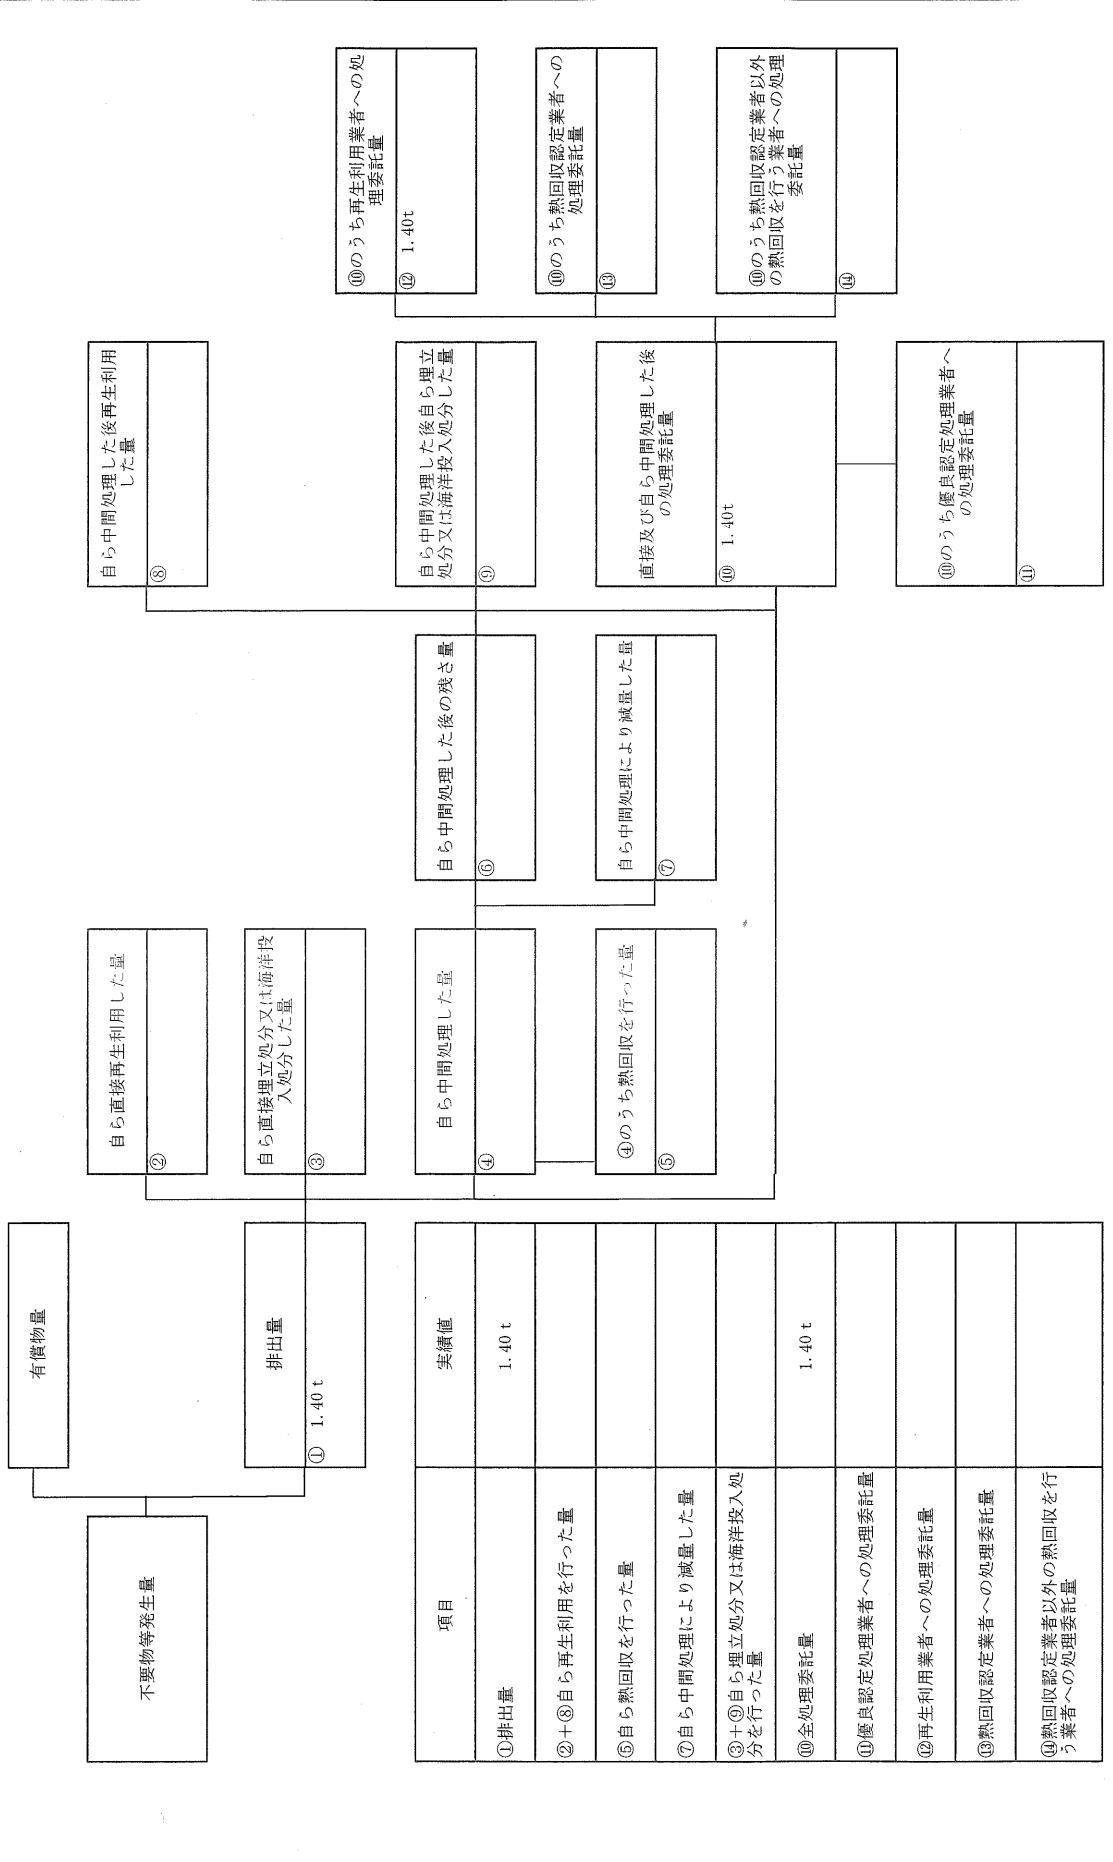 有償物量
不要物等発生量
排出量
① 1.40 t
自ら直接再生利用した量
②
自ら直接埋立処分又は海洋投
入処分した量
③
自ら中間処理した量
④
④のうち熱回収を行った量
⑤
自ら中間処理した後の残さ量
⑥
自ら中間処理により減量した量
⑦
自ら中間処理した後再生利用
した量
⑧
自ら中間処理した後自ら埋立
処分又は海洋投入処分した量
⑨
直接及び自ら中間処理した後
の処理委託量
⑩ 1.40t
⑩のうち優良認定処理業者へ
の処理委託量
⑪
⑩のうち再生利用業者への処
理委託量
⑫ 1.40t
⑩のうち熱回収認定業者への
処理委託量
⑬
⑩のうち熱回収認定業者以外
の熱回収を行う業者への処理
委託量
⑭
項目 実績値
①排出量 1.40 t
②＋⑧自ら再生利用を行った量
⑤自ら熱回収を行った量
⑦自ら中間処理により減量した量
③＋⑨自ら埋立処分又は海洋投入処
分を行った量
⑩全処理委託量 1.40 t
⑪優良認定処理業者への処理委託量
⑫再生利用業者への処理委託量
⑬熱回収認定業者への処理委託量
⑭熱回収認定業者以外の熱回収を行
う業者への処理委託量